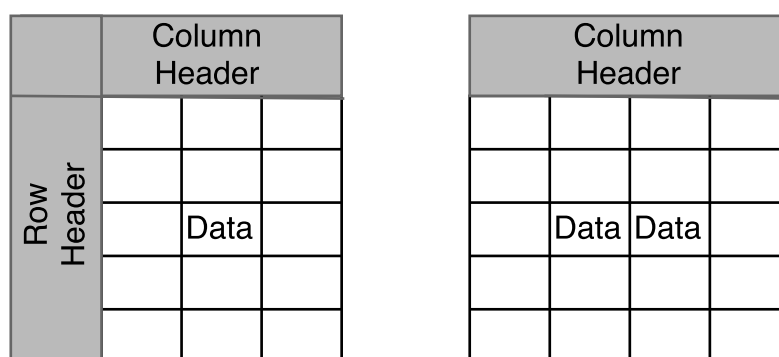 Column
Header
Row
Header
Data
Column
Header
Data Data